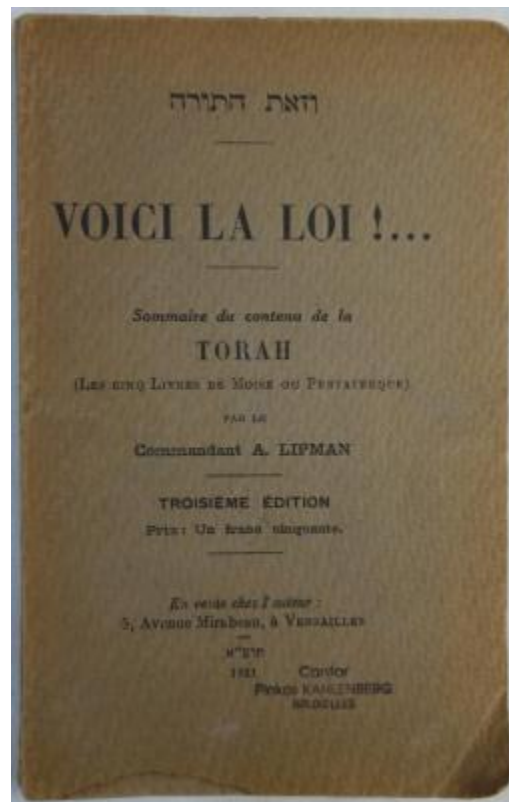 וזאת התורה
VOICI LA LOI !...
Sommaire du contenu de la
TORAH
(LES CINQ LIVRES DE MOISE OU PENTATEUQUE)
PAR LE
Commandant A. LIPMAN
TROISIÈME ÉDITION
Prix : Un franc cinquante.
En vente chez l'auteur :
5, Avenue Mirabeau, à VERSAILLES
Cantor
Pinkas KAHLENBERG
BRUXELLES